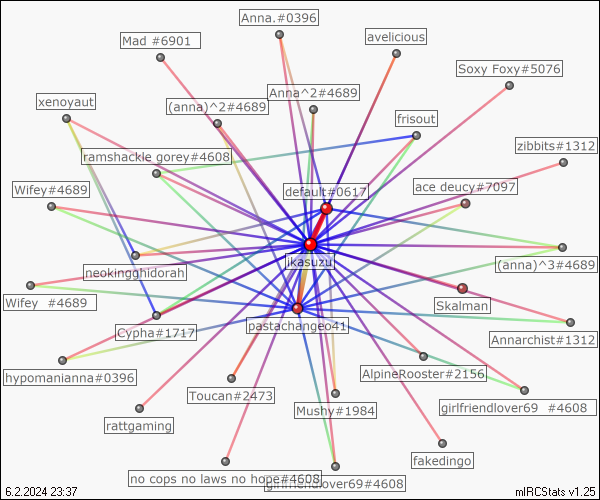 Anna.#0396
Mad #6901
avelicious
Soxy Foxy#5076
xenoyaut
(anna)^2#4689
Anna^2#4689
frisout
zibbits#1312
ramshackle gorey#4608
Wifey#4689
default#0617
ace deucy#7097
jikasuzu
neokingghidorah
(anna)^3#4689
Wifey  #4689
Skalman
Cypha#1717
pastachangeo41
Annarchist#1312
hypomanianna#0396
AlpineRooster#2156
Toucan#2473
Mushy#1984
girlfriendlover69  #4608
rattgaming
fakedingo
no cops no laws no hope#4608
girlfriendlover69#4608
6.2.2024 23:37
mIRCStats v1.25